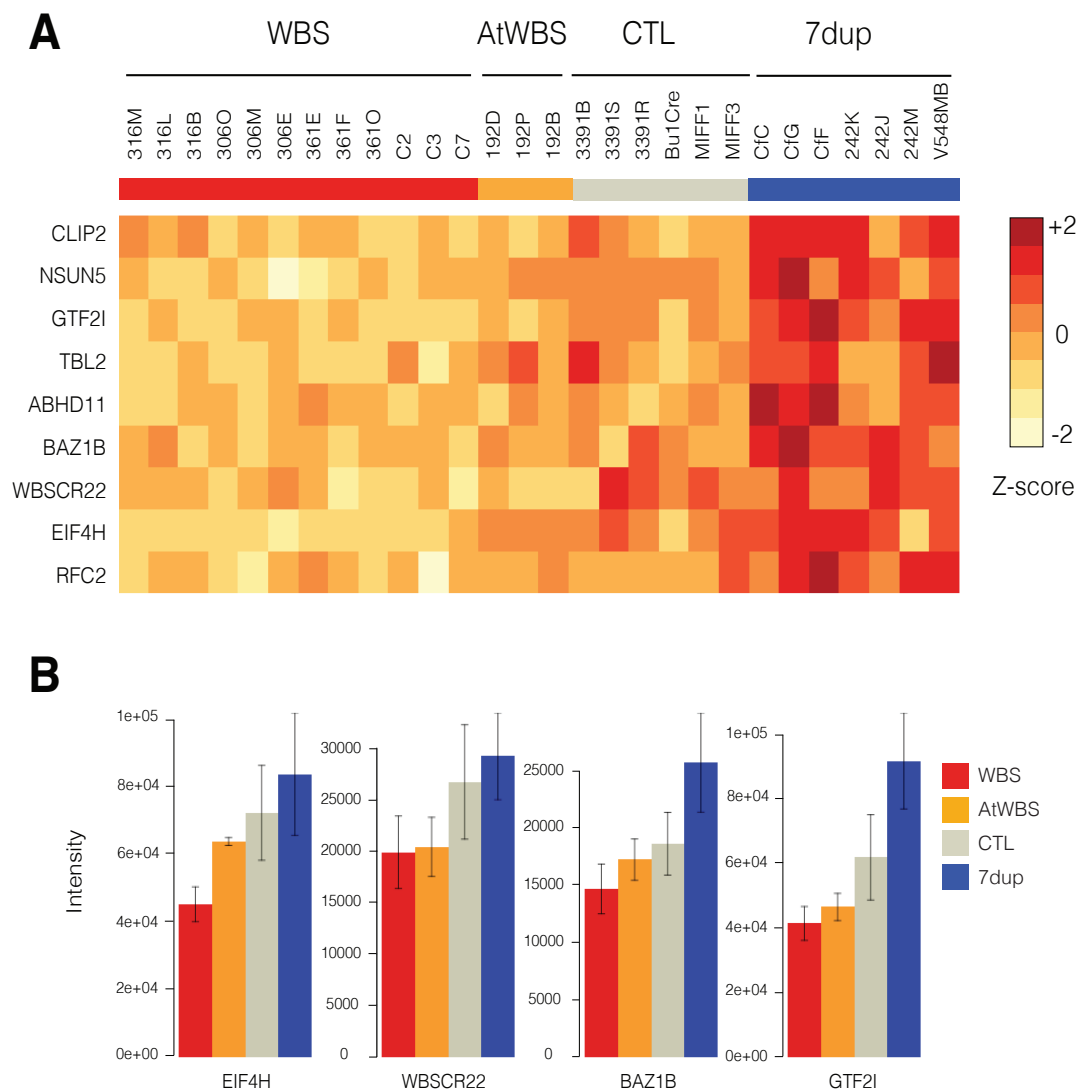 A
WBS AtWBS CTL 7dup
316M 316L 316B 306O 306M 306E 361E 361F 361O C2 C3 C7 192D 192P 192B 3391B 3391S 3391R Bu1Cre MIFF1 MIFF3 CfC CfG CfF 242K 242J 242M V548MB
CLIP2
NSUN5
GTF2I
TBL2
ABHD11
BAZ1B
WBSCR22
EIF4H
RFC2
+2
0
-2
Z-score
B
Intensity
1e+05
8e+04
6e+04
4e+04
2e+04
0e+00
EIF4H
30000
25000
20000
15000
10000
5000
0
WBSCR22
25000
20000
15000
10000
5000
0
BAZ1B
1e+05
8e+04
6e+04
4e+04
2e+04
0e+00
GTF2I
WBS
AtWBS
CTL
7dup